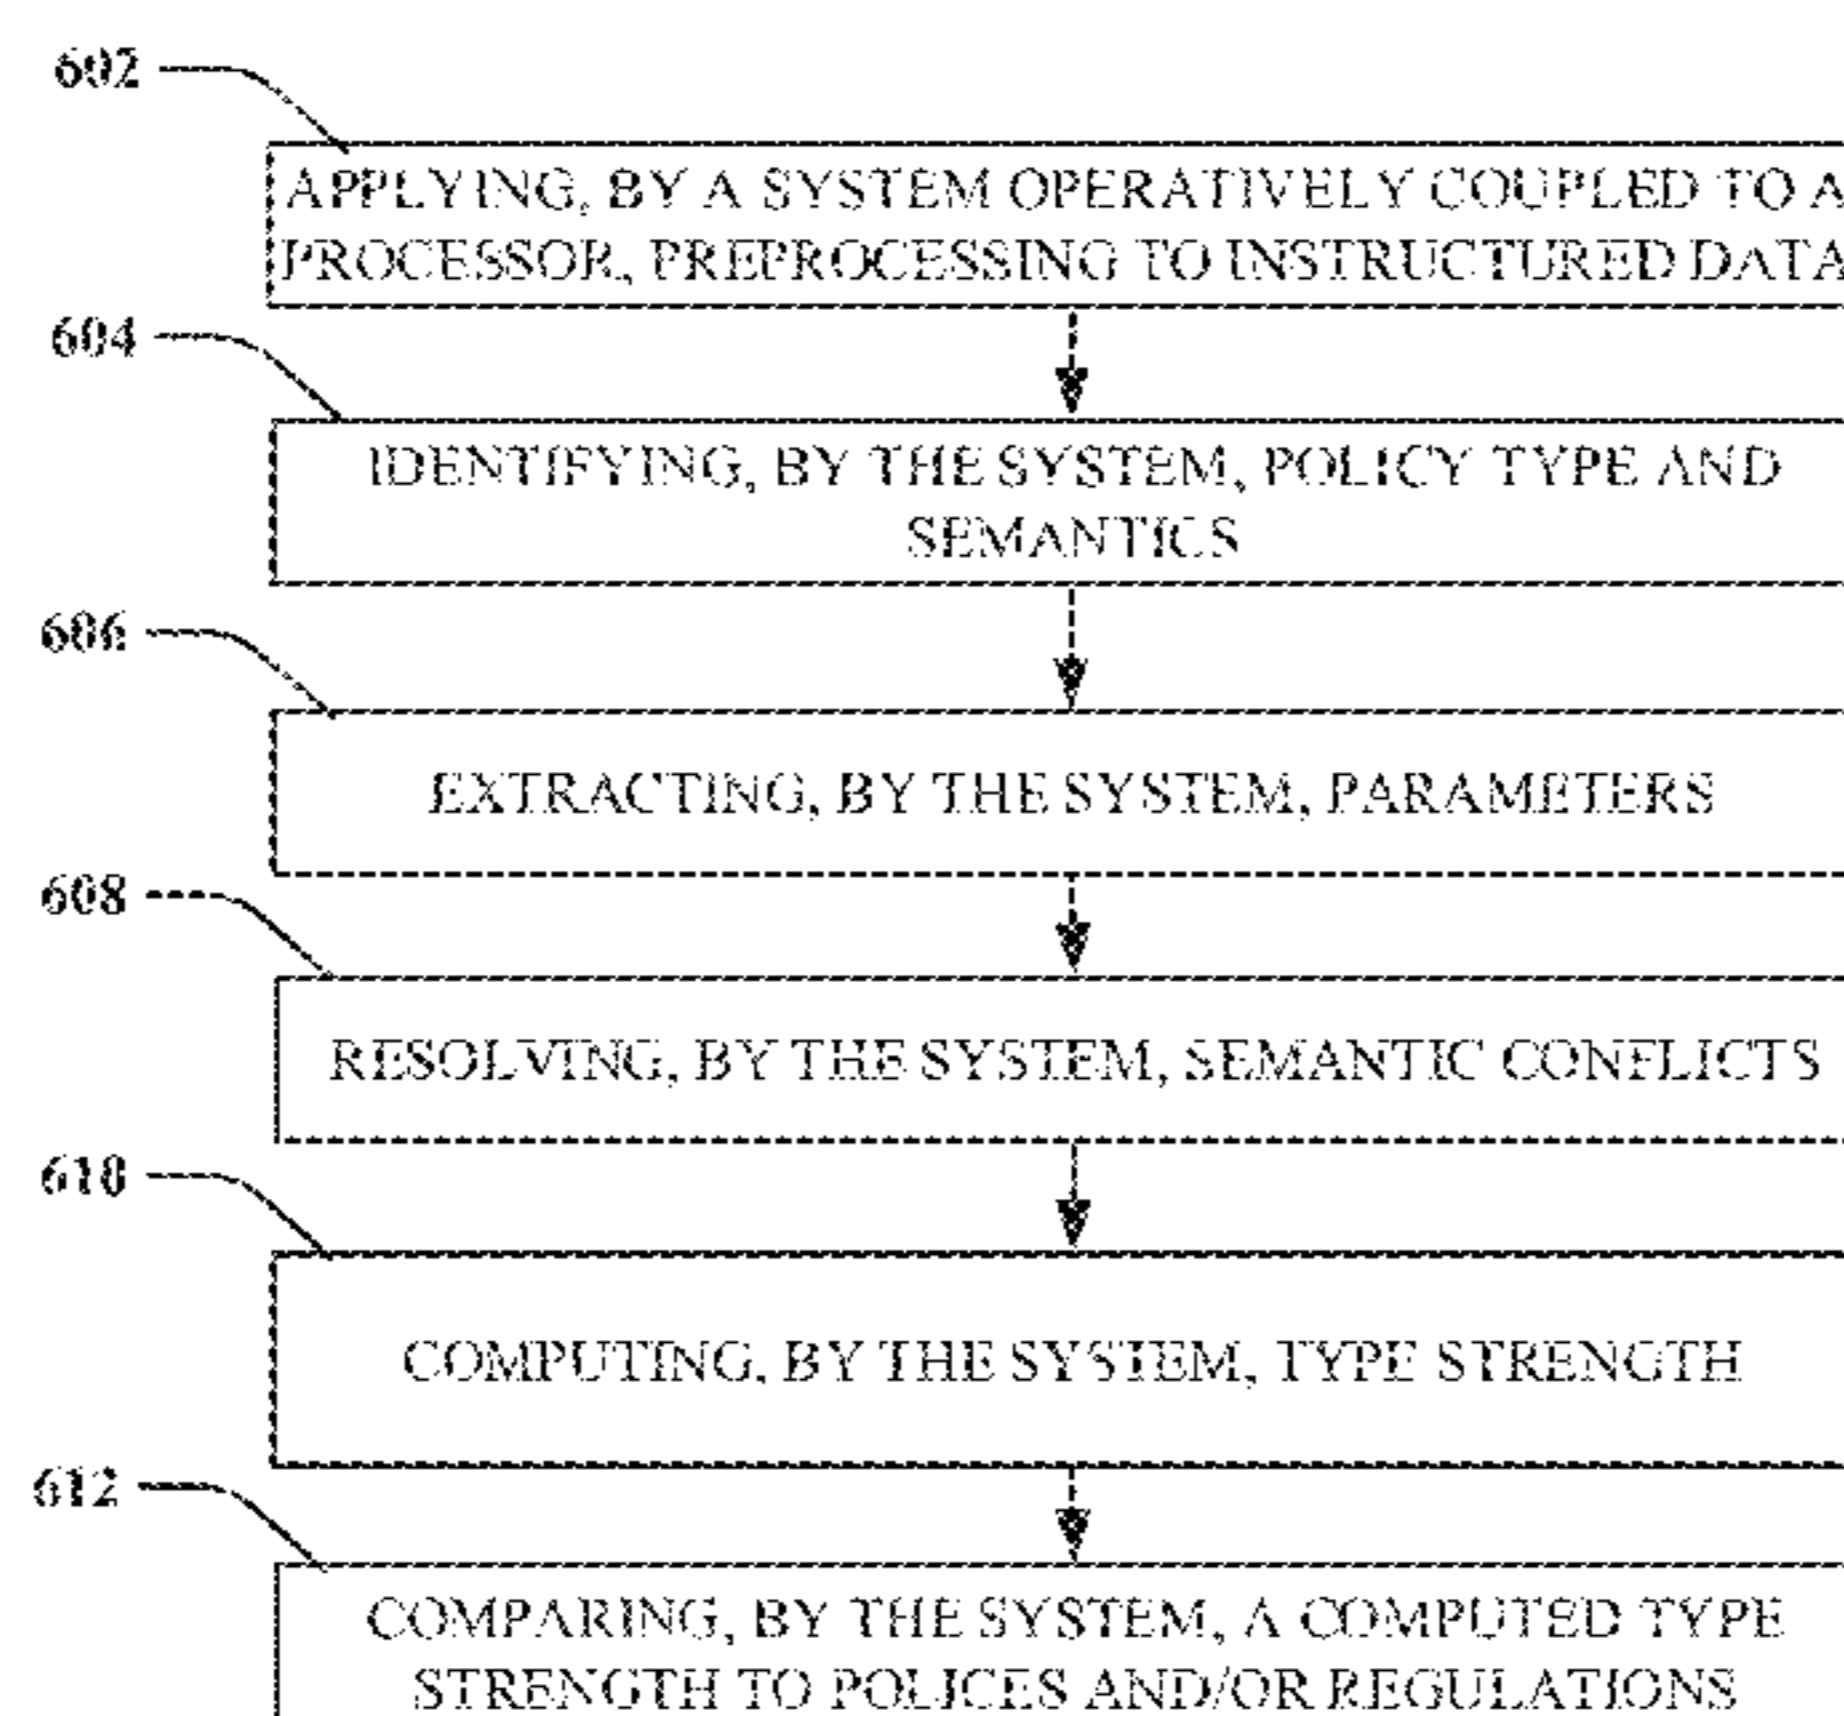 602
APPLYING, BY A SYSTEM OPERATIVELY COUPLED TO A
PROCESSOR, PREPROCESSING TO INSTRUCTURED DATA
604
IDENTIFYING, BY THE SYSTEM, POLICY TYPE AND
SEMANTICS
606
EXTRACTING, BY THE SYSTEM, PARAMETERS
608
RESOLVING, BY THE SYSTEM, SEMANTIC CONFLICTS
610
COMPUTING, BY THE SYSTEM, TYPE STRENGTH
612
COMPARING, BY THE SYSTEM, A COMPUTED TYPE
STRENGTH TO POLICES AND/OR REGULATIONS